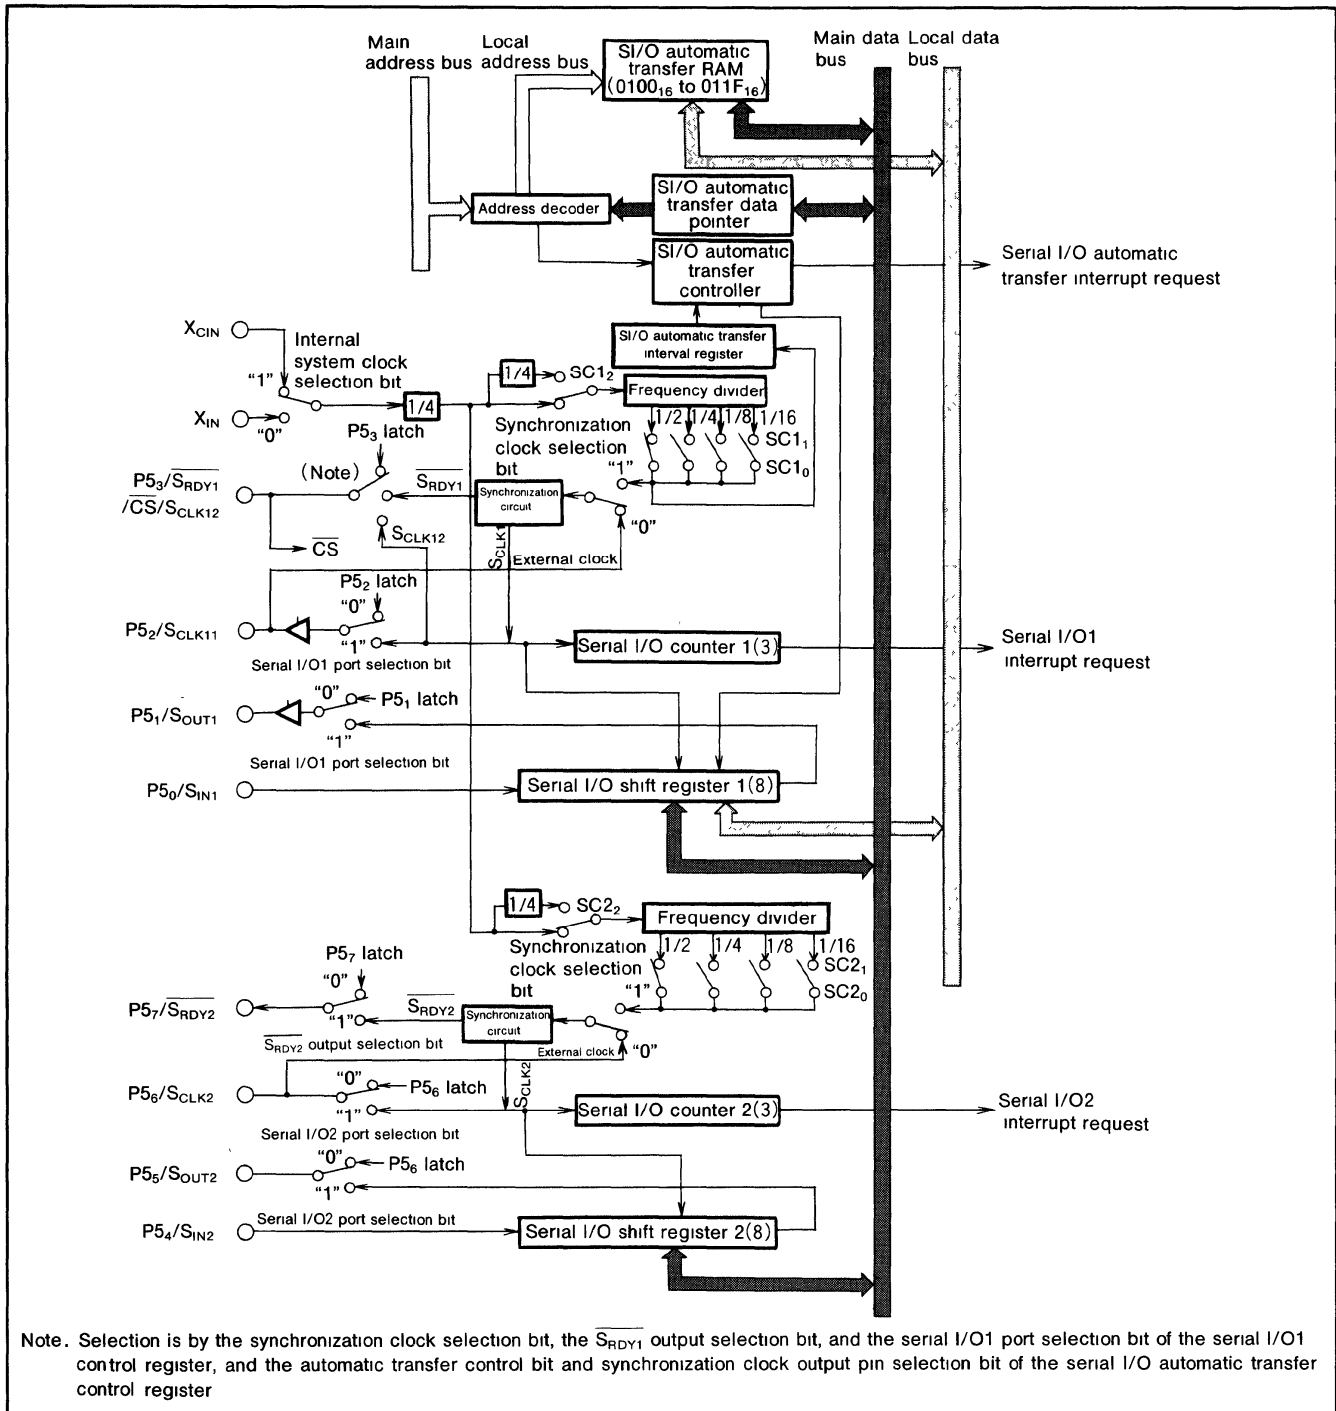 Main
address bus
Local
address bus
SI/O automatic
transfer RAM
(0100₁₆ to 011F₁₆)
Main data
bus
Local data
bus
Address decoder
SI/O automatic
transfer data
pointer
SI/O automatic
transfer
controller
Serial I/O automatic
transfer interrupt request
SI/O automatic transfer
interval register
X_CIN
Internal
system clock
selection bit
"1"
X_IN
"0"
1/4
1/4
SC1₂
Frequency divider
1/2
1/4
1/8
1/16
SC1₁
SC1₀
Synchronization
clock selection
bit
"1"
"0"
P5₃ latch
(Note)
P5₃/S̅_RDY1
/C̅S̅/S_CLK12
S̅_RDY1
Synchronization
circuit
C̅S̅
S_CLK12
S_CLK1
External clock
P5₂ latch
"0"
P5₂/S_CLK11
"1"
Serial I/O1 port selection bit
Serial I/O counter 1(3)
Serial I/O1
interrupt request
"0"
P5₁ latch
P5₁/S_OUT1
"1"
Serial I/O1 port selection bit
P5₀/S_IN1
Serial I/O shift register 1(8)
1/4
SC2₂
Frequency divider
1/2
1/4
1/8
1/16
SC2₁
SC2₀
Synchronization
clock selection
bit
"1"
"0"
P5₇ latch
"0"
P5₇/S̅_RDY2
"1"
S̅_RDY2
Synchronization
circuit
S̅_RDY2 output selection bit
External clock
S_CLK2
P5₆/S_CLK2
"0"
P5₆ latch
"1"
Serial I/O2 port selection bit
Serial I/O counter 2(3)
Serial I/O2
interrupt request
"0"
P5₆ latch
P5₅/S_OUT2
"1"
Serial I/O2 port selection bit
P5₄/S_IN2
Serial I/O shift register 2(8)
Note. Selection is by the synchronization clock selection bit, the S̅_RDY1 output selection bit, and the serial I/O1 port selection bit of the serial I/O1
control register, and the automatic transfer control bit and synchronization clock output pin selection bit of the serial I/O automatic transfer
control register